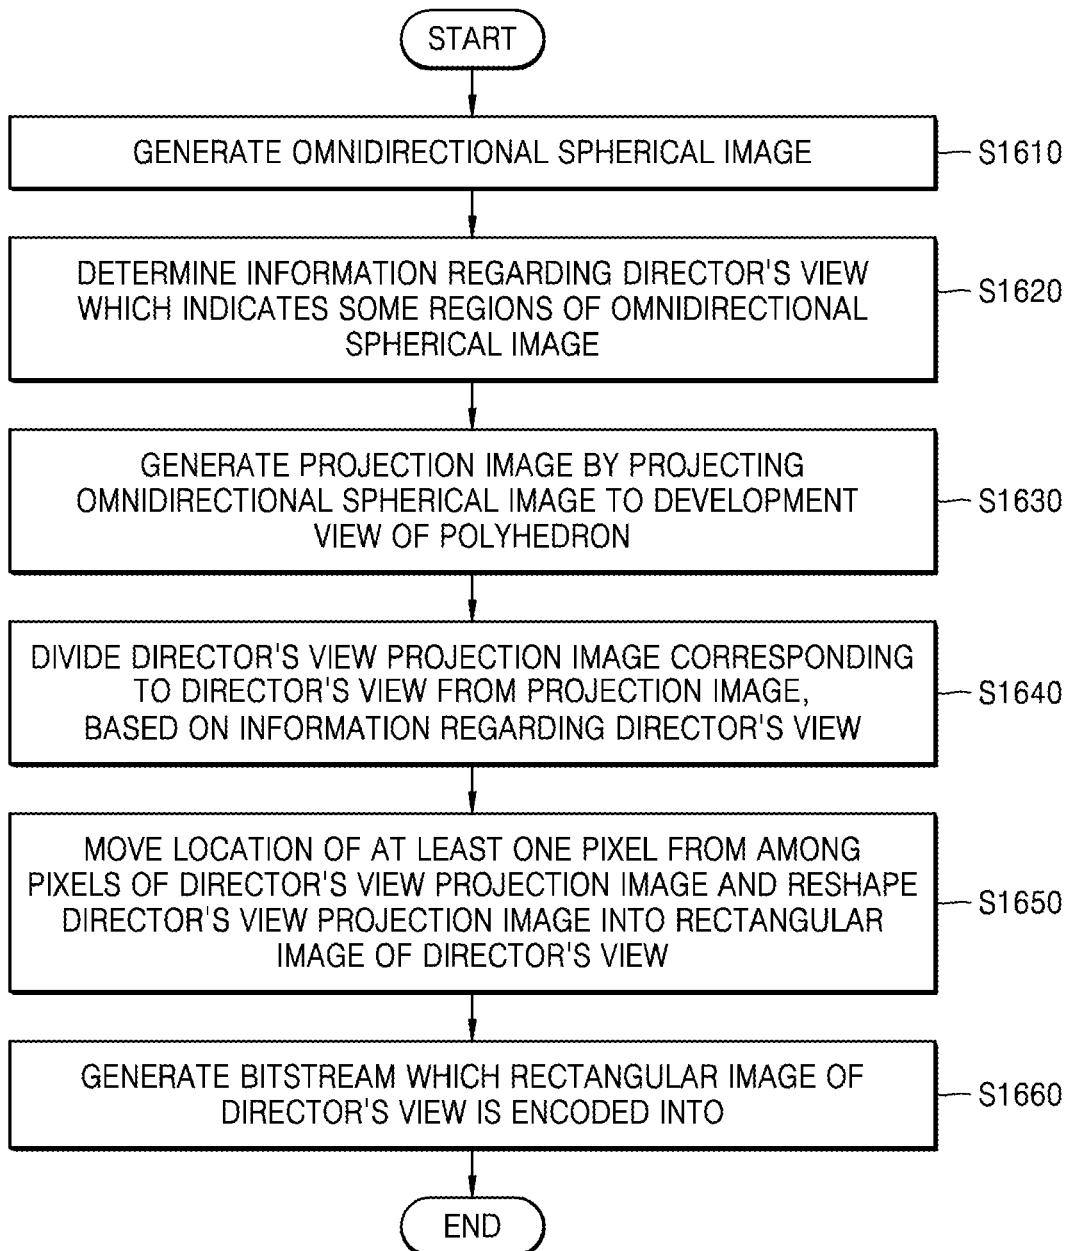 START
GENERATE OMNIDIRECTIONAL SPHERICAL IMAGE
S1610
DETERMINE INFORMATION REGARDING DIRECTOR'S VIEW
WHICH INDICATES SOME REGIONS OF OMNIDIRECTIONAL
SPHERICAL IMAGE
S1620
GENERATE PROJECTION IMAGE BY PROJECTING
OMNIDIRECTIONAL SPHERICAL IMAGE TO DEVELOPMENT
VIEW OF POLYHEDRON
S1630
DIVIDE DIRECTOR'S VIEW PROJECTION IMAGE CORRESPONDING
TO DIRECTOR'S VIEW FROM PROJECTION IMAGE,
BASED ON INFORMATION REGARDING DIRECTOR'S VIEW
S1640
MOVE LOCATION OF AT LEAST ONE PIXEL FROM AMONG
PIXELS OF DIRECTOR'S VIEW PROJECTION IMAGE AND RESHAPE
DIRECTOR'S VIEW PROJECTION IMAGE INTO RECTANGULAR
IMAGE OF DIRECTOR'S VIEW
S1650
GENERATE BITSTREAM WHICH RECTANGULAR IMAGE OF
DIRECTOR'S VIEW IS ENCODED INTO
S1660
END